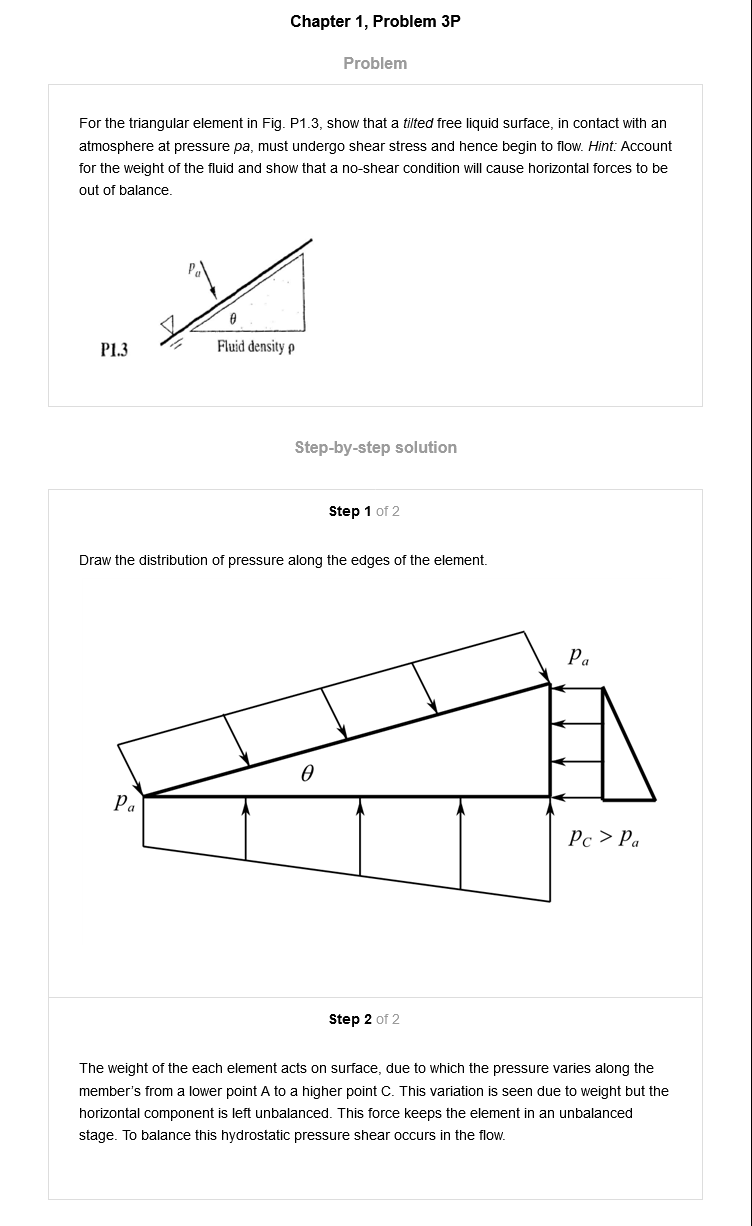 Chapter 1, Problem 3P
Problem
For the triangular element in Fig. P1.3, show that a tilted free liquid surface, in contact with an
atmosphere at pressure pa, must undergo shear stress and hence begin to flow. Hint: Account
for the weight of the fluid and show that a no-shear condition will cause horizontal forces to be
out of balance.
Pa
θ
P1.3
Fluid density ρ
Step-by-step solution
Step 1 of 2
Draw the distribution of pressure along the edges of the element.
Pa
θ
Pa
PC > Pa
Step 2 of 2
The weight of the each element acts on surface, due to which the pressure varies along the
member's from a lower point A to a higher point C. This variation is seen due to weight but the
horizontal component is left unbalanced. This force keeps the element in an unbalanced
stage. To balance this hydrostatic pressure shear occurs in the flow.